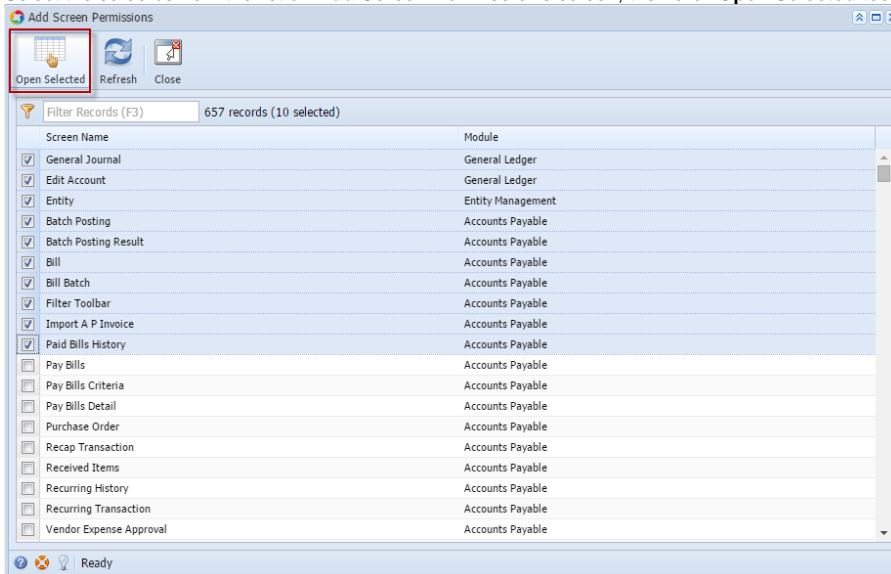 Add Screen Permissions
Open Selected Refresh Close
Filter Records (F3) 657 records (10 selected)
Screen Name Module
General Journal General Ledger
Edit Account General Ledger
Entity Entity Management
Batch Posting Accounts Payable
Batch Posting Result Accounts Payable
Bill Accounts Payable
Bill Batch Accounts Payable
Filter Toolbar Accounts Payable
Import A P Invoice Accounts Payable
Paid Bills History Accounts Payable
Pay Bills Accounts Payable
Pay Bills Criteria Accounts Payable
Pay Bills Detail Accounts Payable
Purchase Order Accounts Payable
Recap Transaction Accounts Payable
Received Items Accounts Payable
Recurring History Accounts Payable
Recurring Transaction Accounts Payable
Vendor Expense Approval Accounts Payable
Ready